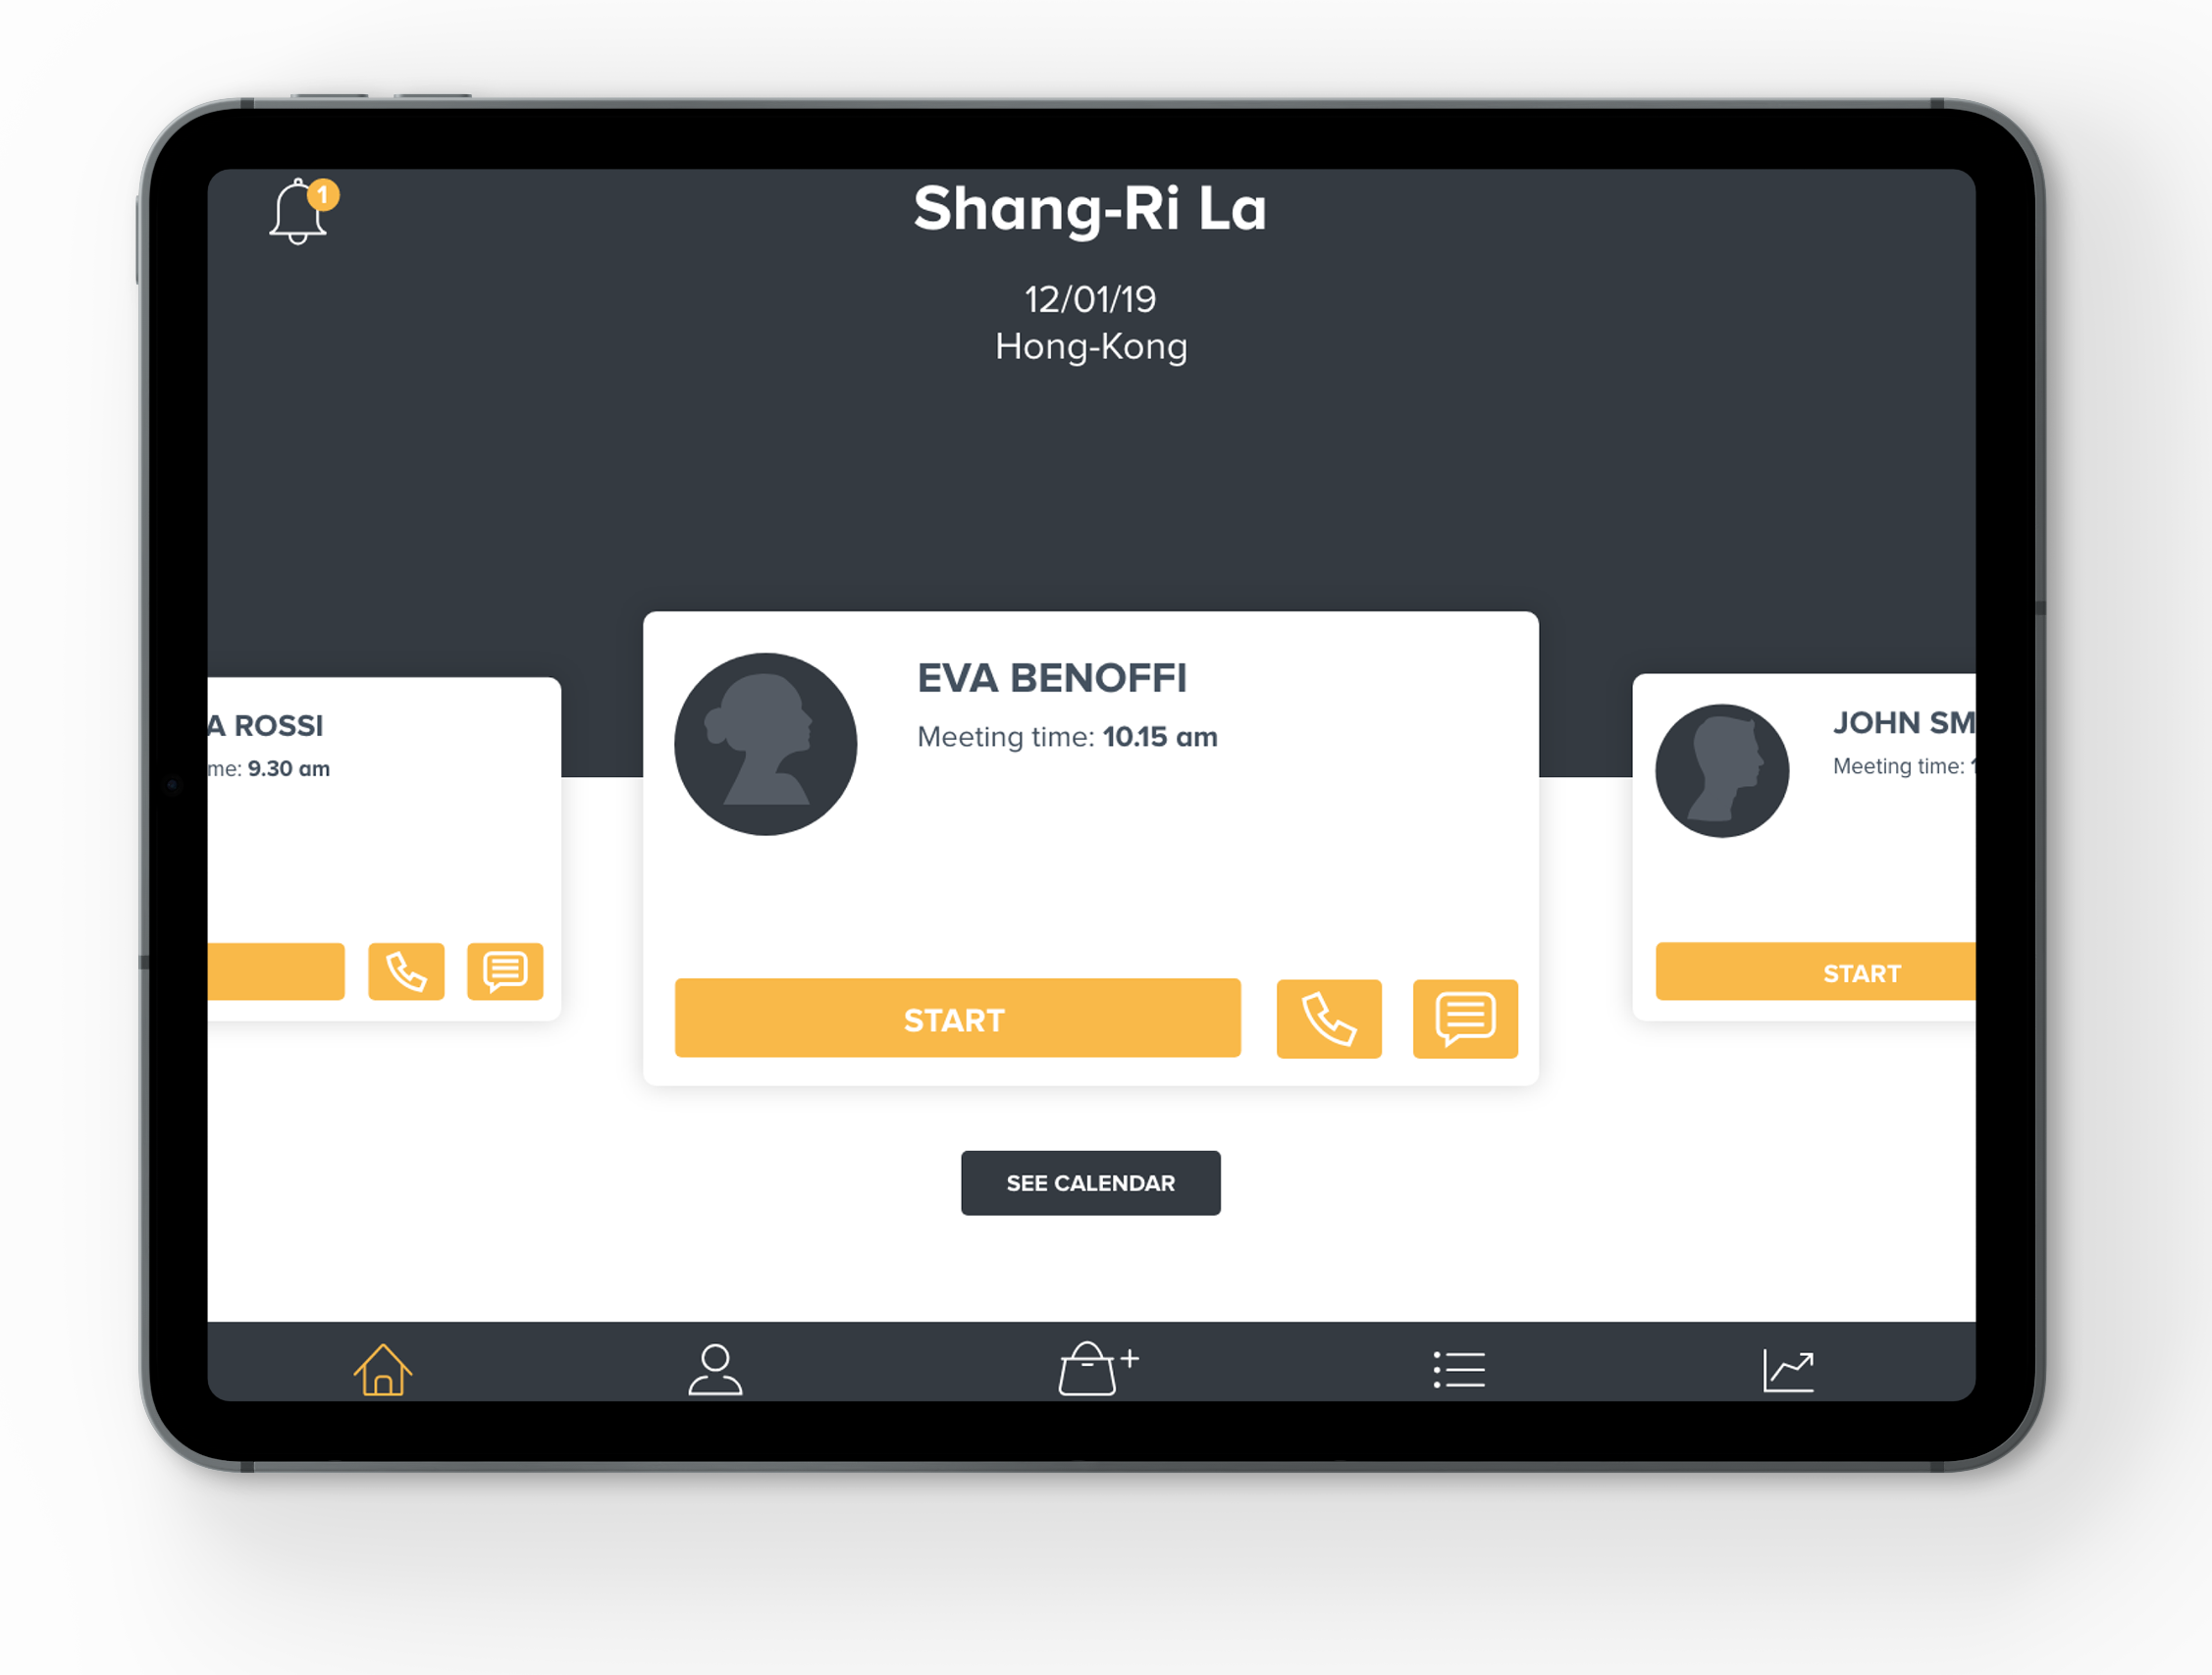 1
Shang-Ri La
12/01/19
Hong-Kong
A ROSSI
me: 9.30 am
EVA BENOFFI
Meeting time: 10.15 am
START
JOHN SM
Meeting time:
START
SEE CALENDAR